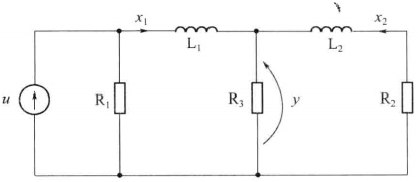 x₁
x₂
L₁
L₂
u
R₁
R₃
y
R₂